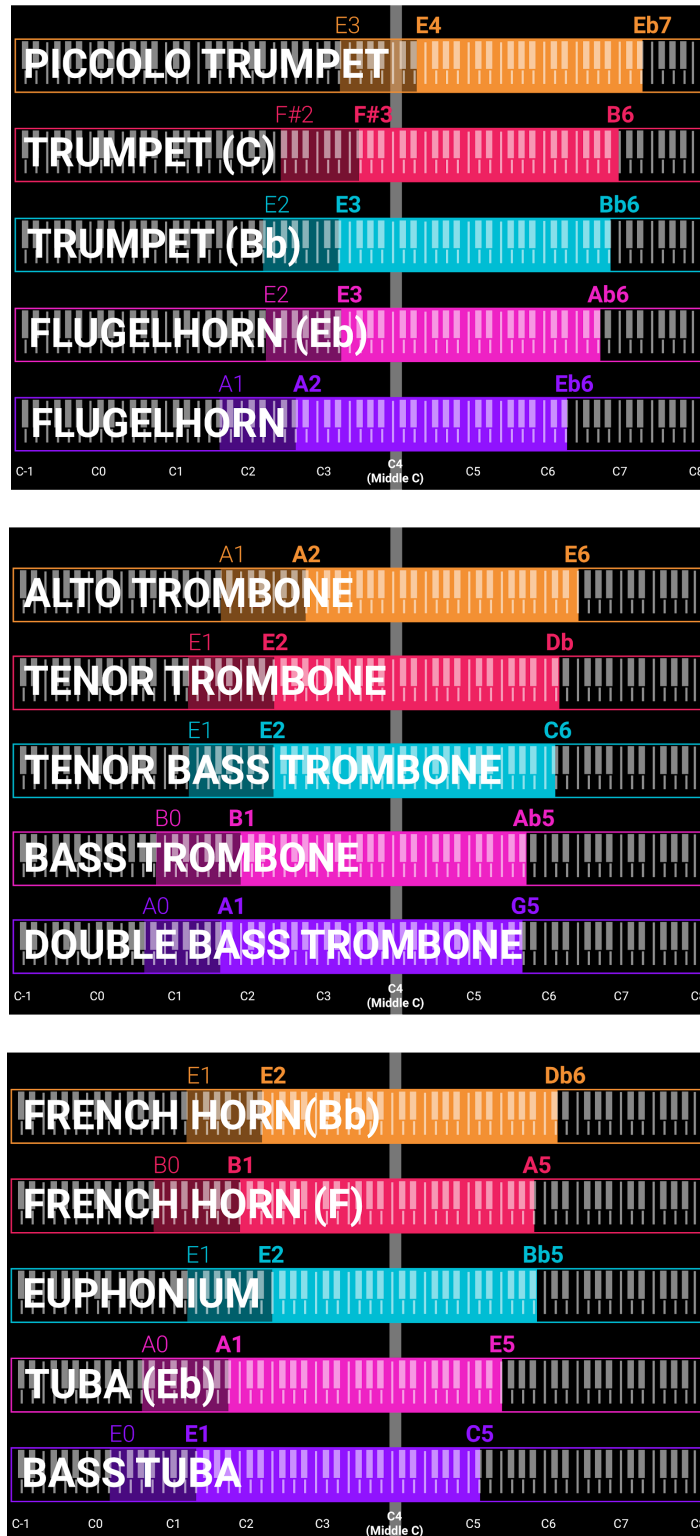 E3 E4 Eb7
PICCOLO TRUMPET
F#2 F#3 B6
TRUMPET (C)
E2 E3 Bb6
TRUMPET (Bb)
E2 E3 Ab6
FLUGELHORN (Eb)
A1 A2 Eb6
FLUGELHORN
C-1 C0 C1 C2 C3 C4 C5 C6 C7 C8
(Middle C)
A1 A2 E6
ALTO TROMBONE
E1 E2 Db
TENOR TROMBONE
E1 E2 C6
TENOR BASS TROMBONE
B0 B1 Ab5
BASS TROMBONE
A0 A1 G5
DOUBLE BASS TROMBONE
C-1 C0 C1 C2 C3 C4 C5 C6 C7
(Middle C)
E1 E2 Db6
FRENCH HORN(Bb)
B0 B1 A5
FRENCH HORN (F)
E1 E2 Bb5
EUPHONIUM
A0 A1 E5
TUBA (Eb)
E0 E1 C5
BASS TUBA
C-1 C0 C1 C2 C3 C4 C5 C6 C7
(Middle C)